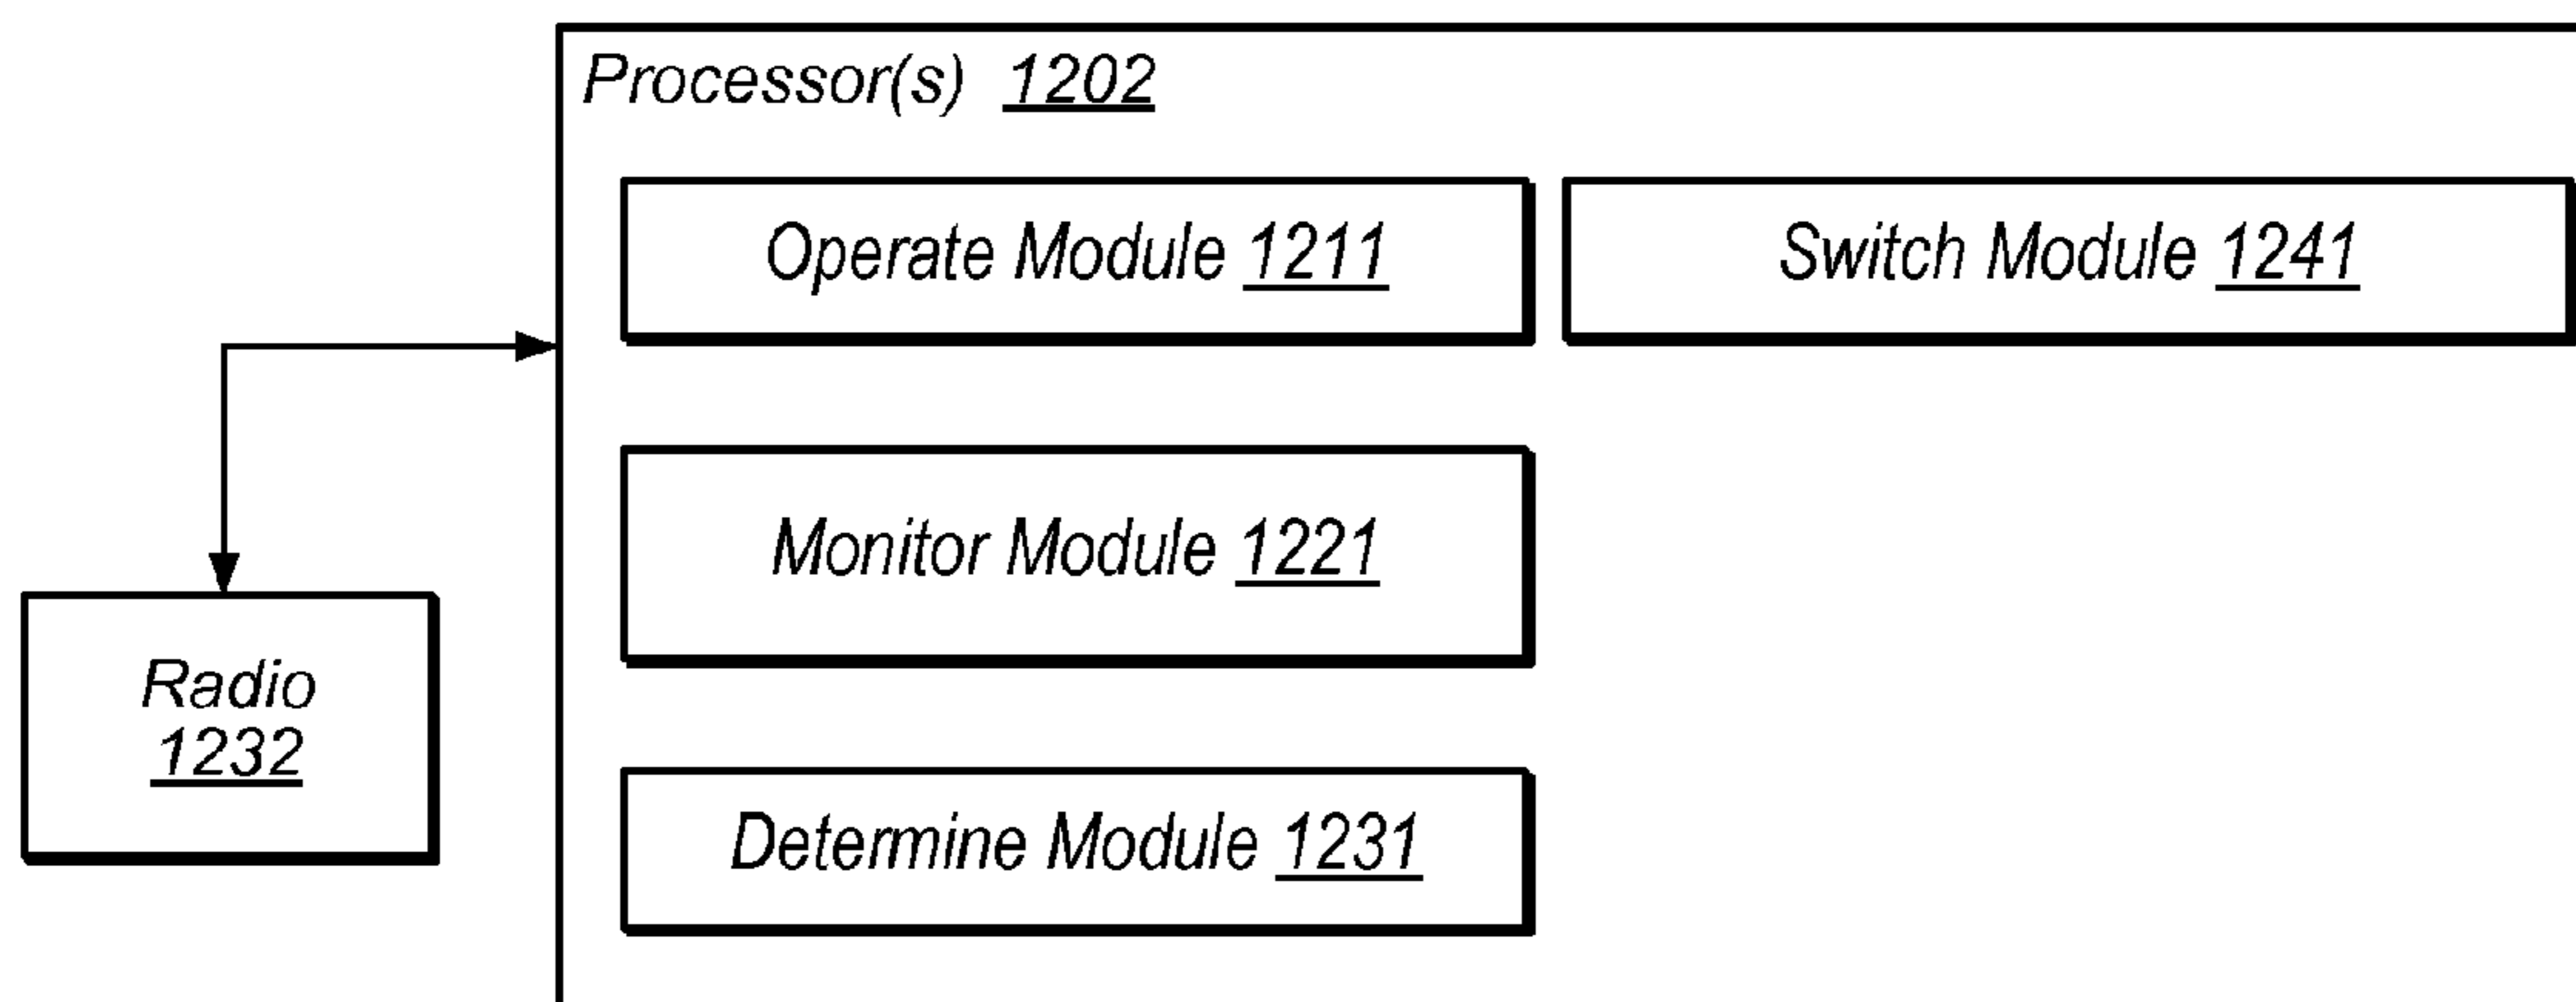 Processor(s) 1202
Operate Module 1211
Switch Module 1241
Monitor Module 1221
Radio
1232
Determine Module 1231